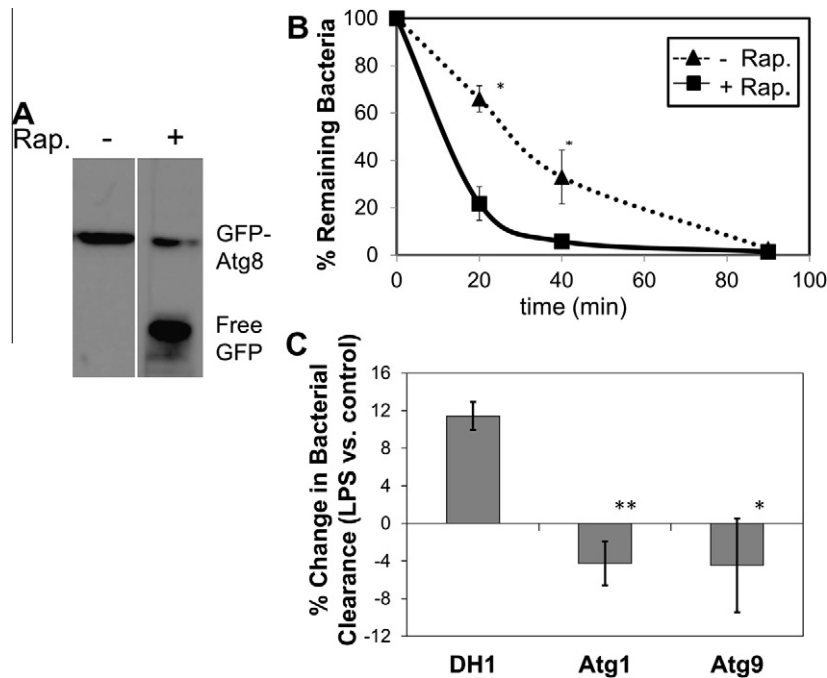 A
Rap. - +
GFP-
Atg8
Free
GFP
B
% Remaining Bacteria
100
80
60
40
20
0
*
*
- Rap.
+ Rap.
0 20 40 60 80 100
time (min)
C
% Change in Bacterial
Clearance (LPS vs. control)
16
12
8
4
0
-4
-8
-12
**
*
DH1 Atg1 Atg9